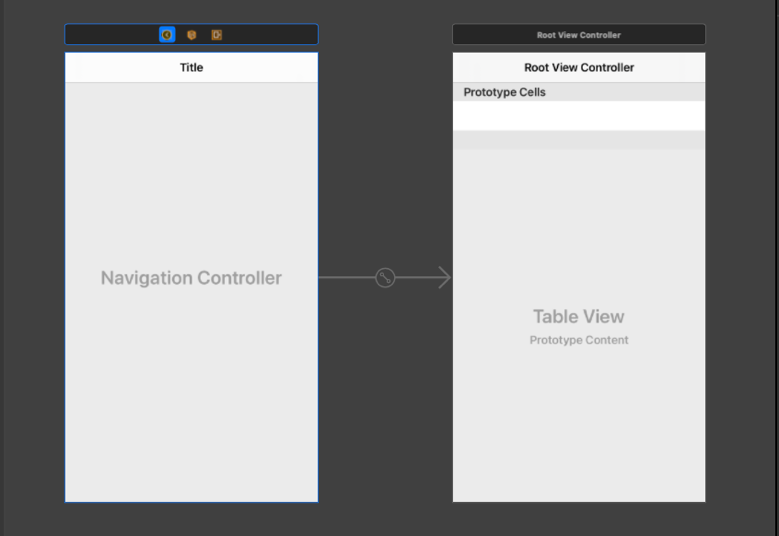 Title
Navigation Controller
Root View Controller
Root View Controller
Prototype Cells
Table View
Prototype Content